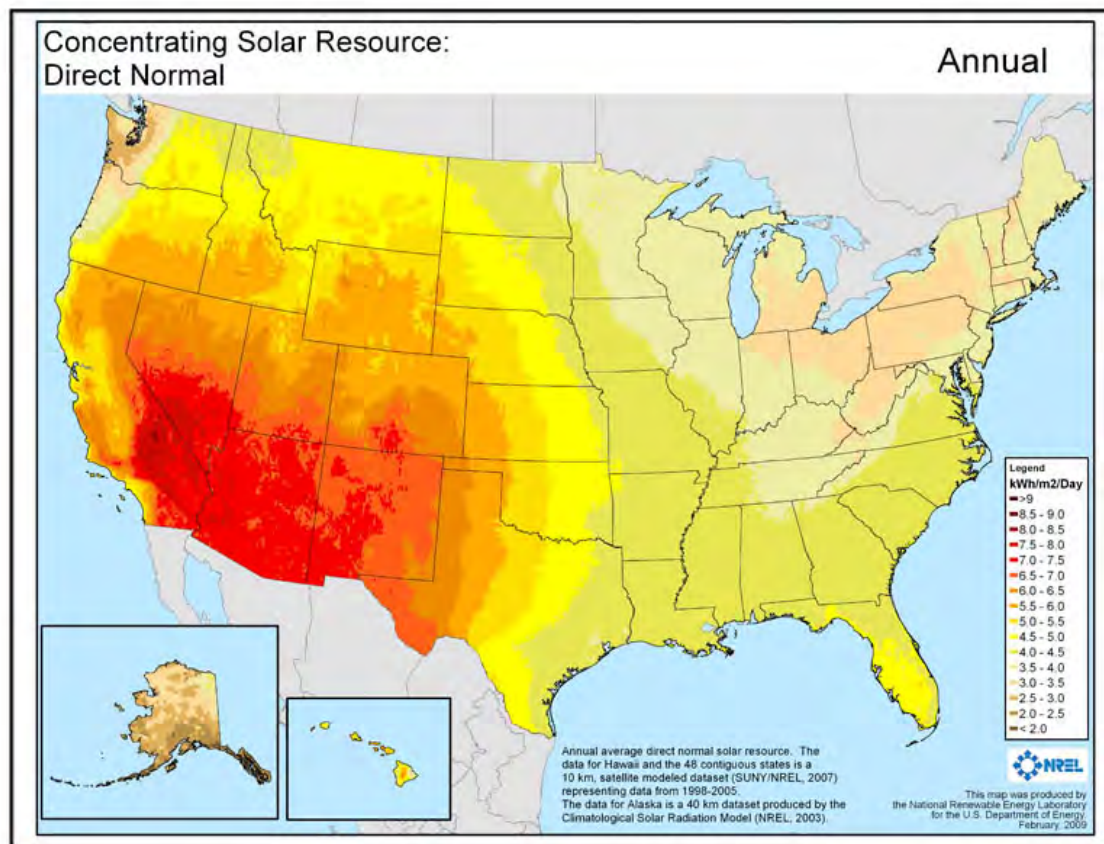 Concentrating Solar Resource:
Direct Normal
Annual
Legend
kWh/m2/Day
>9
8.5 - 9.0
8.0 - 8.5
7.5 - 8.0
7.0 - 7.5
6.5 - 7.0
6.0 - 6.5
5.5 - 6.0
5.0 - 5.5
4.5 - 5.0
4.0 - 4.5
3.5 - 4.0
3.0 - 3.5
2.5 - 3.0
2.0 - 2.5
< 2.0
Annual average direct normal solar resource. The
data for Hawaii and the 48 contiguous states is a
10 km, satellite modeled dataset (SUNY/NREL, 2007)
representing data from 1998-2005.
The data for Alaska is a 40 km dataset produced by the
Climatological Solar Radiation Model (NREL, 2003).
NREL
This map was produced by
the National Renewable Energy Laboratory
for the U.S. Department of Energy.
February, 2009